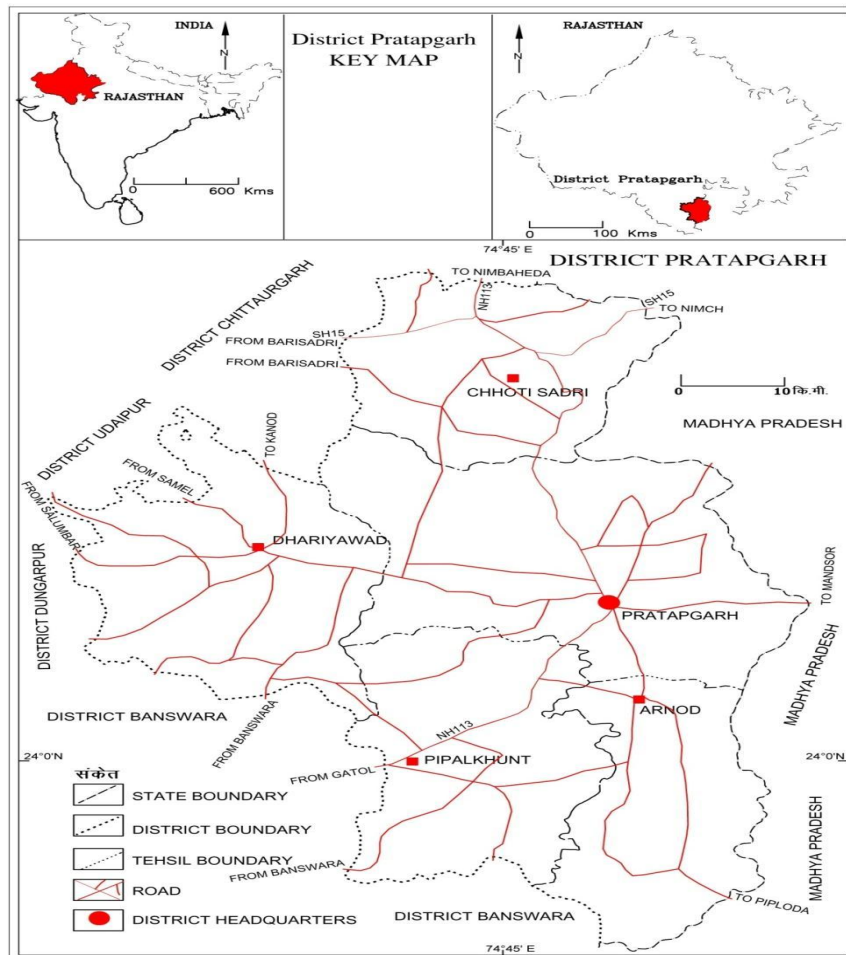 INDIA
N
RAJASTHAN
0
600 Kms
District Pratapgarh
KEY MAP
RAJASTHAN
N
District Pratapgarh
0
100 Kms
74°45' E
DISTRICT PRATAPGARH
TO NIMBAHEDA
NH113
SH15
TO NIMCH
SH15
FROM BARISADRI
FROM BARISADRI
DISTRICT CHITTAURGARH
CHHOTI SADRI
0
10 कि.मी.
MADHYA PRADESH
DISTRICT UDAIPUR
TO KANOD
FROM SAMEL
FROM SALUMBAR
DHARIYAWAD
DISTRICT DUNGARPUR
TO MANDSOR
PRATAPGARH
MADHYA PRADESH
ARNOD
DISTRICT BANSWARA
FROM BANSWARA
NH113
24°0'N
24°0'N
PIPALKHUNT
FROM GATOL
संकेत
STATE BOUNDARY
DISTRICT BOUNDARY
TEHSIL BOUNDARY
ROAD
DISTRICT HEADQUARTERS
FROM BANSWARA
MADHYA PRADESH
TO PIPLODA
DISTRICT BANSWARA
74°45' E